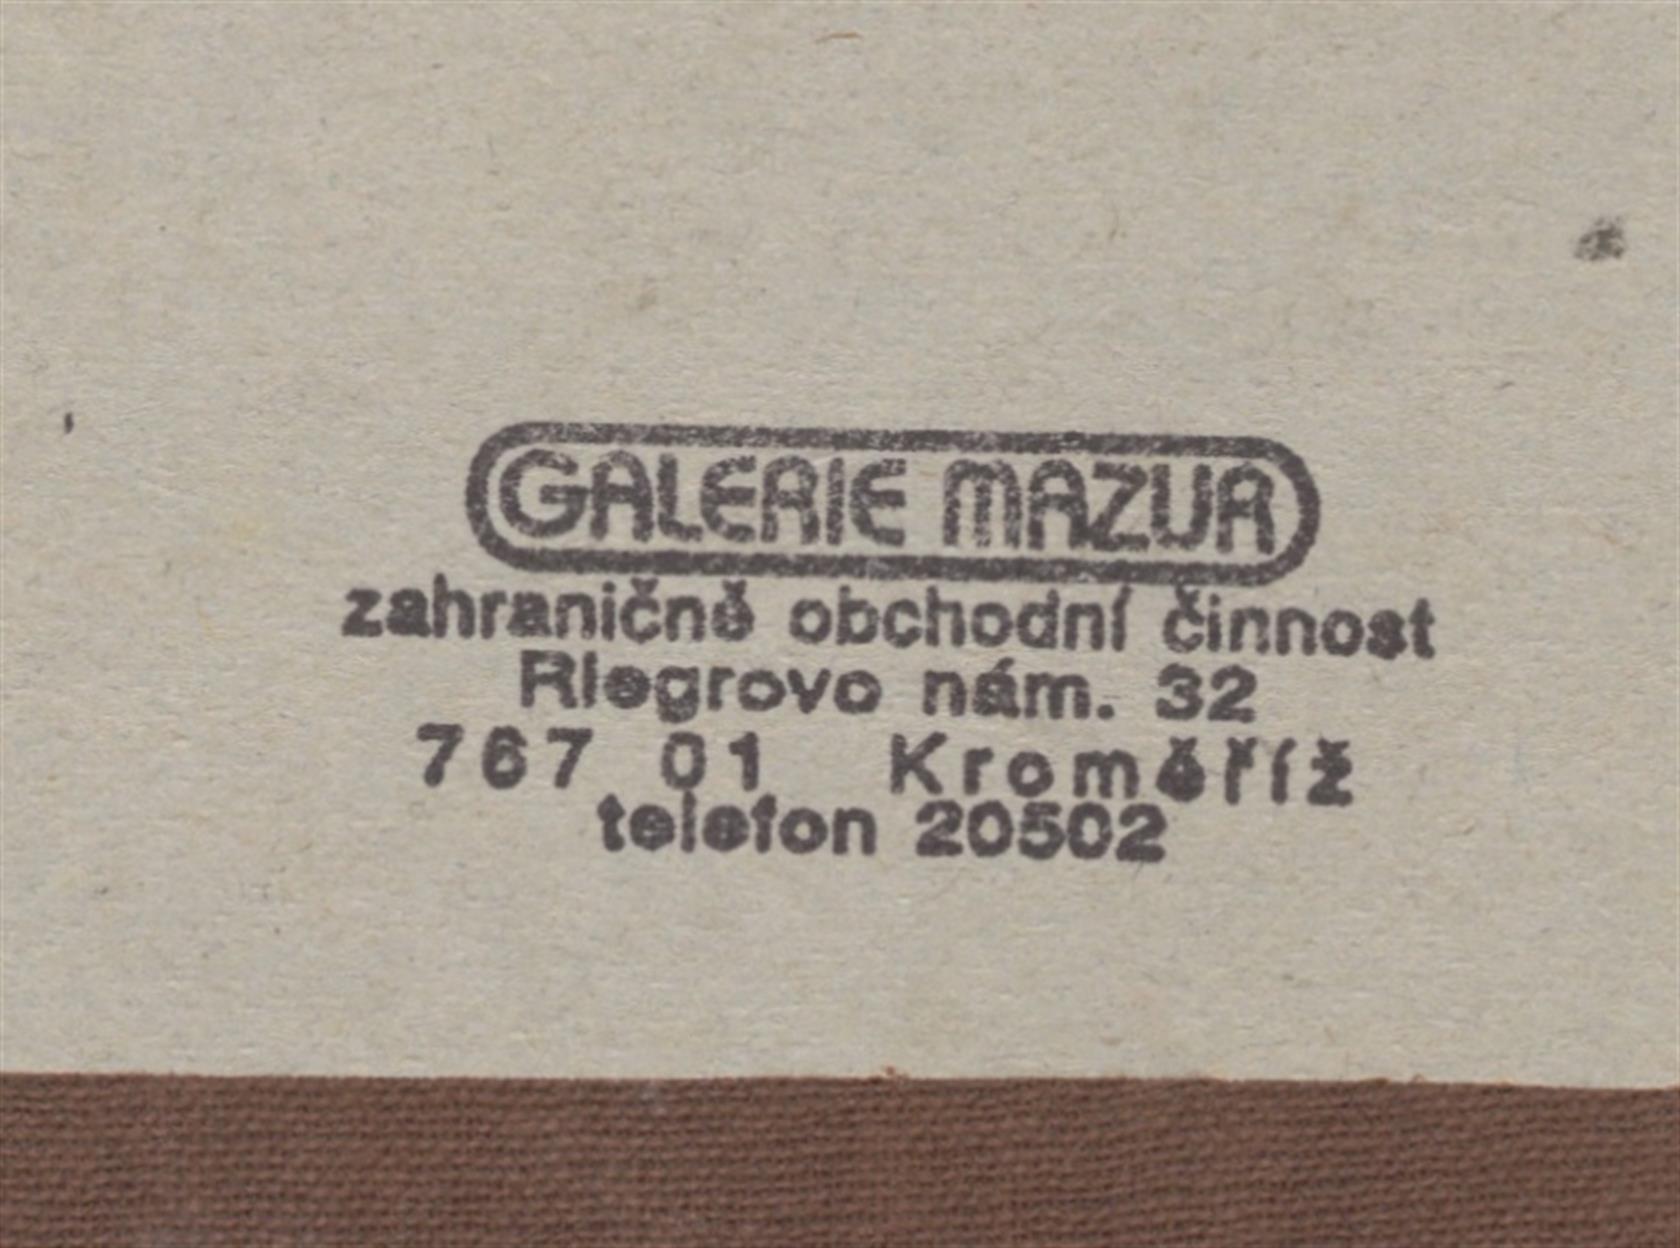 GALERIE MAZUR
zahraničně obchodní činnost
Riegrovo nám. 32
767 01 Kroměříž
telefon 20502